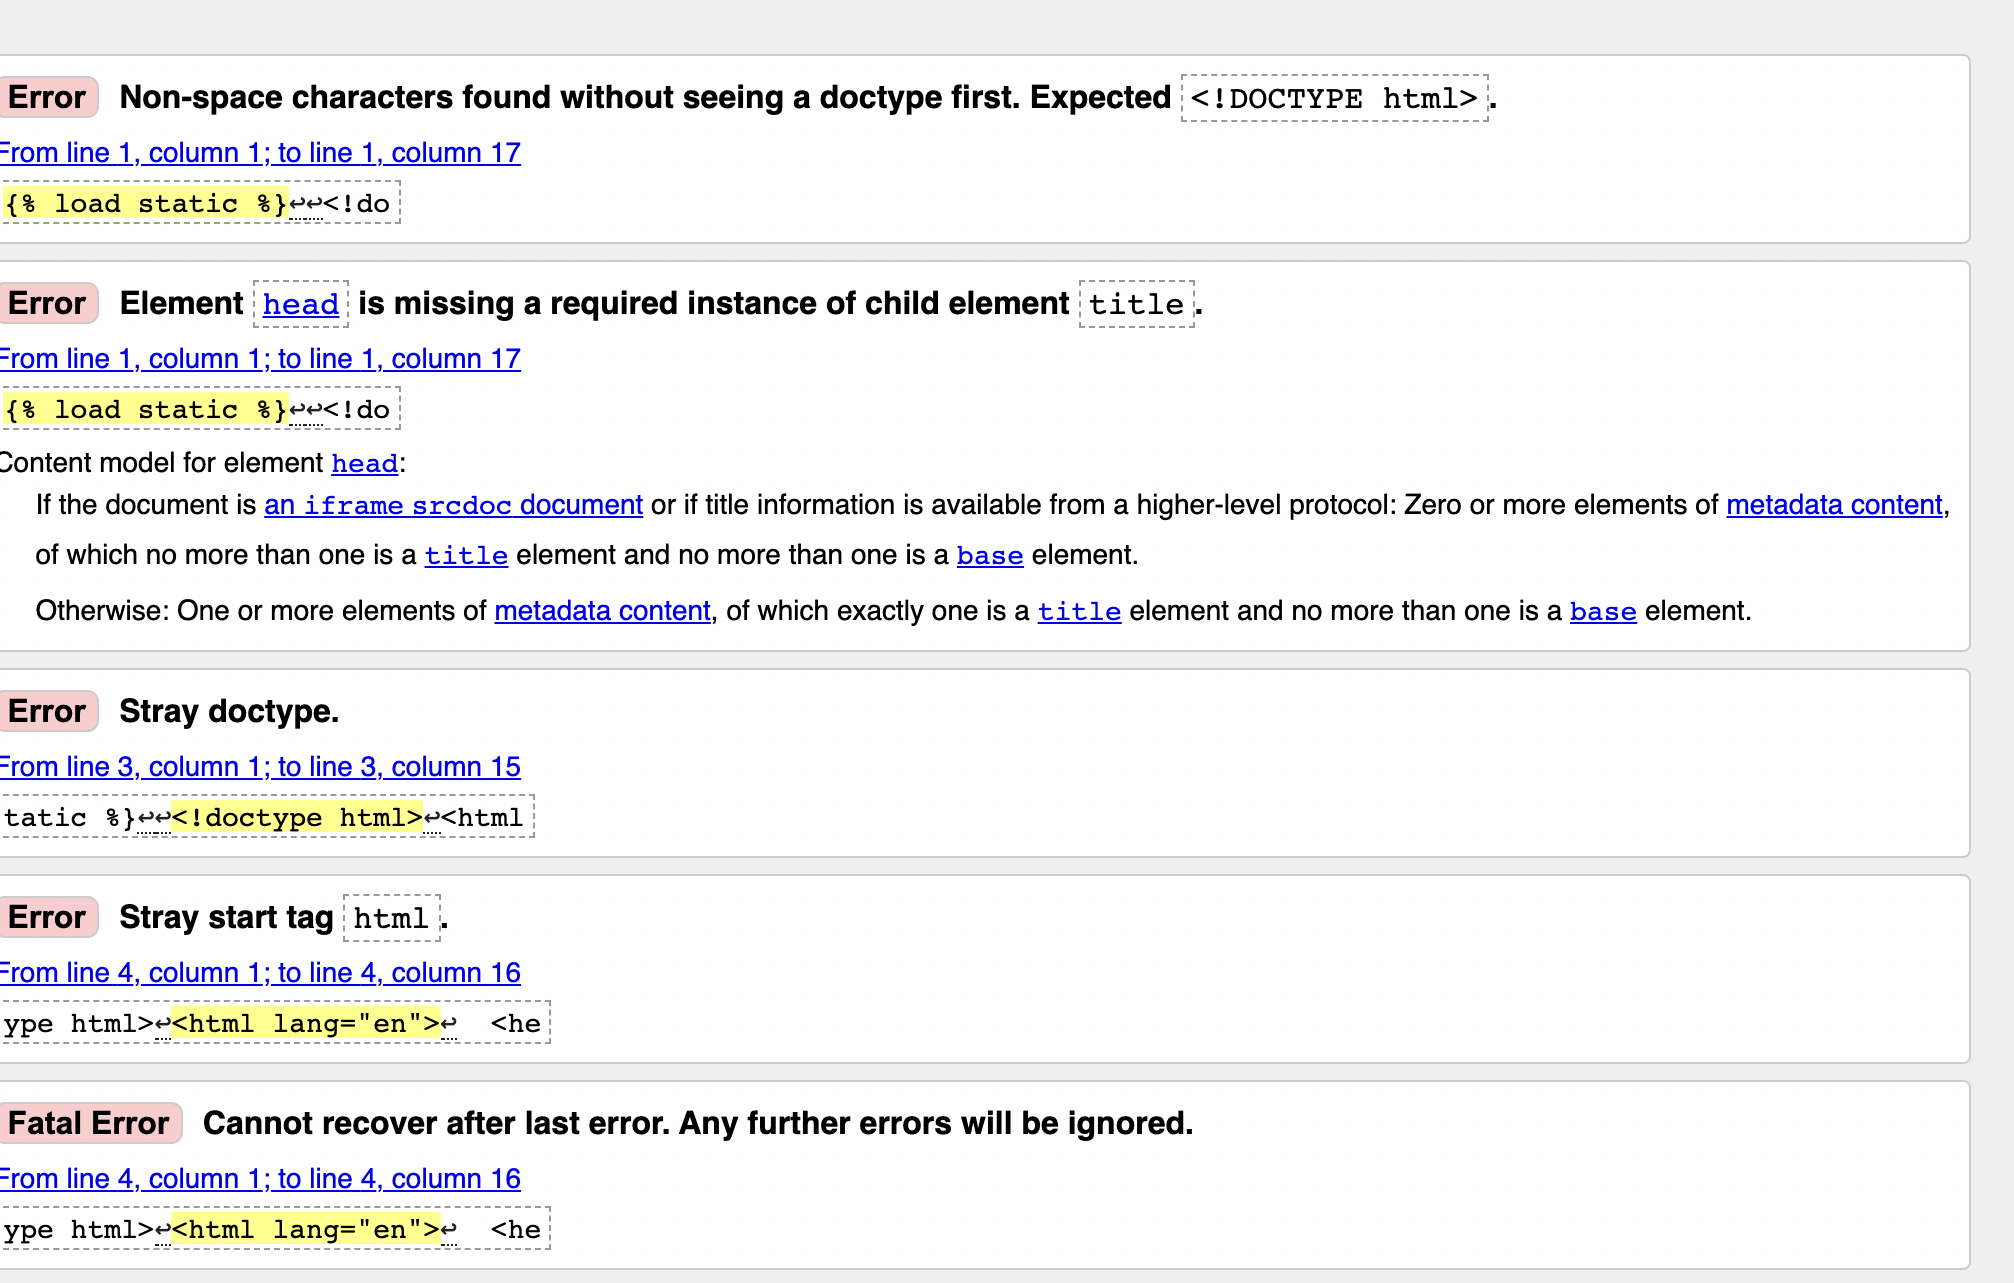 Error Non-space characters found without seeing a doctype first. Expected <!DOCTYPE html>.
From line 1, column 1; to line 1, column 17
{% load static %}↩↩<!do
Error Element head is missing a required instance of child element title.
From line 1, column 1; to line 1, column 17
{% load static %}↩↩<!do
Content model for element head:
If the document is an iframe srcdoc document or if title information is available from a higher-level protocol: Zero or more elements of metadata content,
of which no more than one is a title element and no more than one is a base element.
Otherwise: One or more elements of metadata content, of which exactly one is a title element and no more than one is a base element.
Error Stray doctype.
From line 3, column 1; to line 3, column 15
tatic %}↩↩<!doctype html>↩<html
Error Stray start tag html.
From line 4, column 1; to line 4, column 16
ype html>↩<html lang="en">↩  <he
Fatal Error Cannot recover after last error. Any further errors will be ignored.
From line 4, column 1; to line 4, column 16
ype html>↩<html lang="en">↩  <he